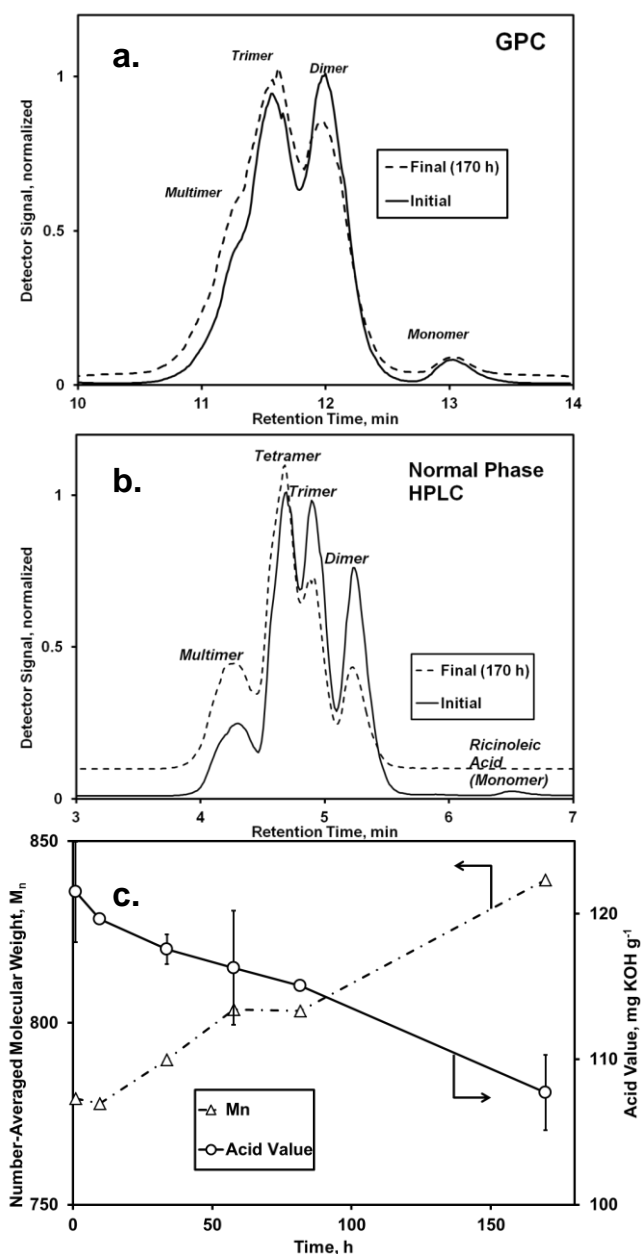 a.
GPC
Trimer
Dimer
Multimer
Monomer
Final (170 h)
Initial
Detector Signal, normalized
1
0.5
0
10 11 12 13 14
Retention Time, min
b.
Normal Phase
HPLC
Tetramer
Trimer
Dimer
Multimer
Ricinoleic
Acid
(Monomer)
Final (170 h)
Initial
Detector Signal, normalized
1
0.5
0
3 4 5 6 7
Retention Time, min
c.
Number-Averaged Molecular Weight, Mn
850
800
750
Mn
Acid Value
120
110
100
Acid Value, mg KOH g-1
0 50 100 150
Time, h